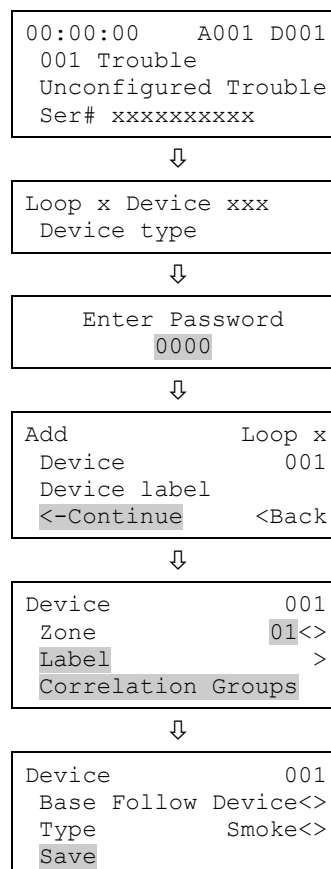 00:00:00 A001 D001
001 Trouble
Unconfigured Trouble
Ser# xxxxxxxxxx
⇩
Loop x Device xxx
Device type
⇩
Enter Password
0000
⇩
Add Loop x
Device 001
Device label
<-Continue <Back
⇩
Device 001
Zone 01<>
Label >
Correlation Groups
⇩
Device 001
Base Follow Device<>
Type Smoke<>
Save